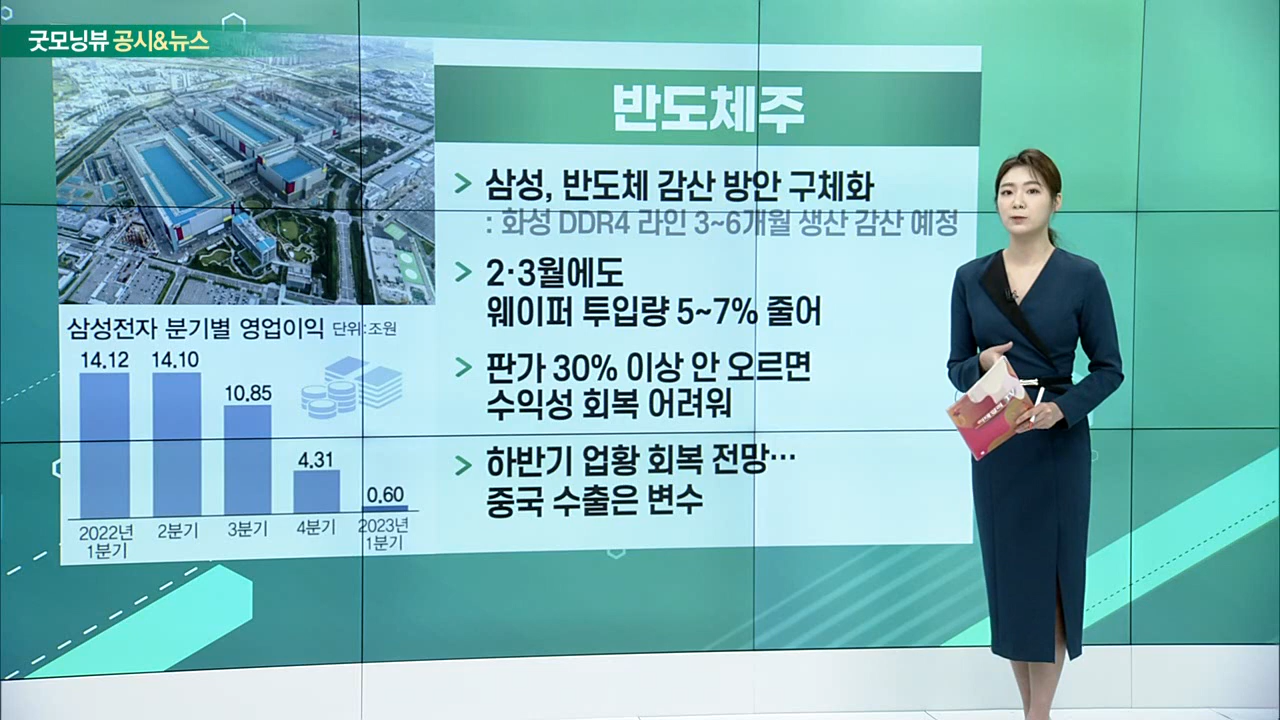 굿모닝뷰 공시&뉴스
반도체주
> 삼성, 반도체 감산 방안 구체화
: 화성 DDR4 라인 3~6개월 생산 감산 예정
> 2·3월에도
웨이퍼 투입량 5~7% 줄어
> 판가 30% 이상 안 오르면
수익성 회복 어려워
> 하반기 업황 회복 전망…
중국 수출은 변수
삼성전자 분기별 영업이익 단위:조원
14.12 14.10 10.85 4.31 0.60
2022년 2분기 3분기 4분기 2023년
1분기 1분기